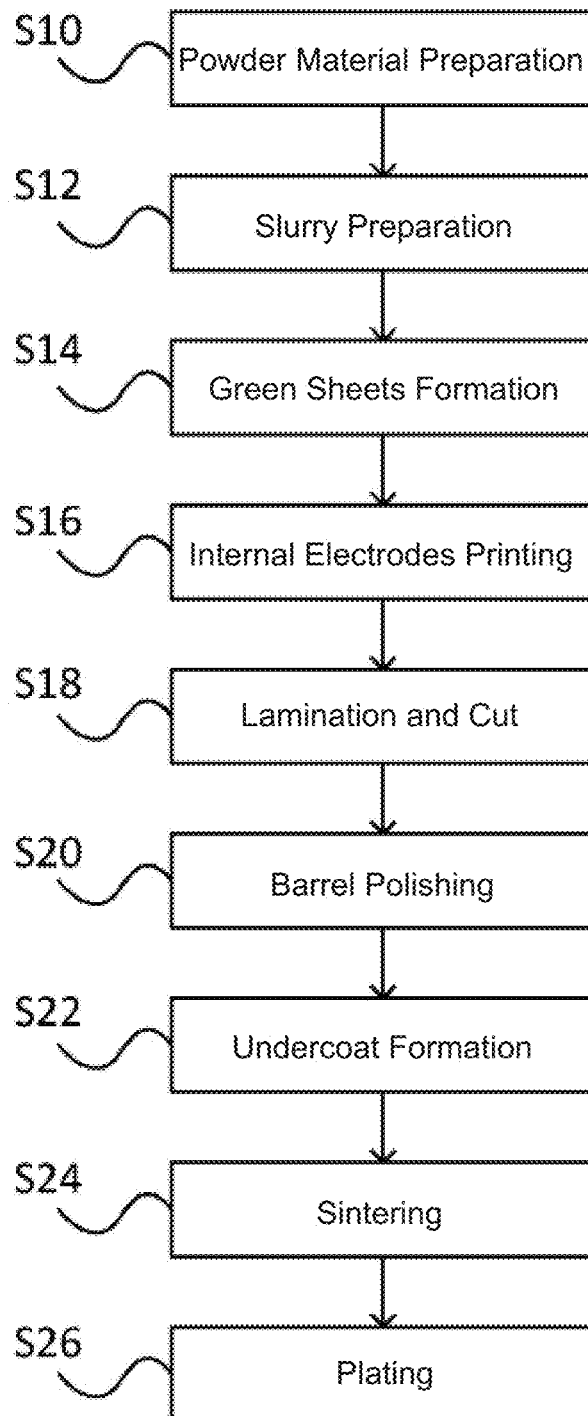 S10
Powder Material Preparation
S12
Slurry Preparation
S14
Green Sheets Formation
S16
Internal Electrodes Printing
S18
Lamination and Cut
S20
Barrel Polishing
S22
Undercoat Formation
S24
Sintering
S26
Plating